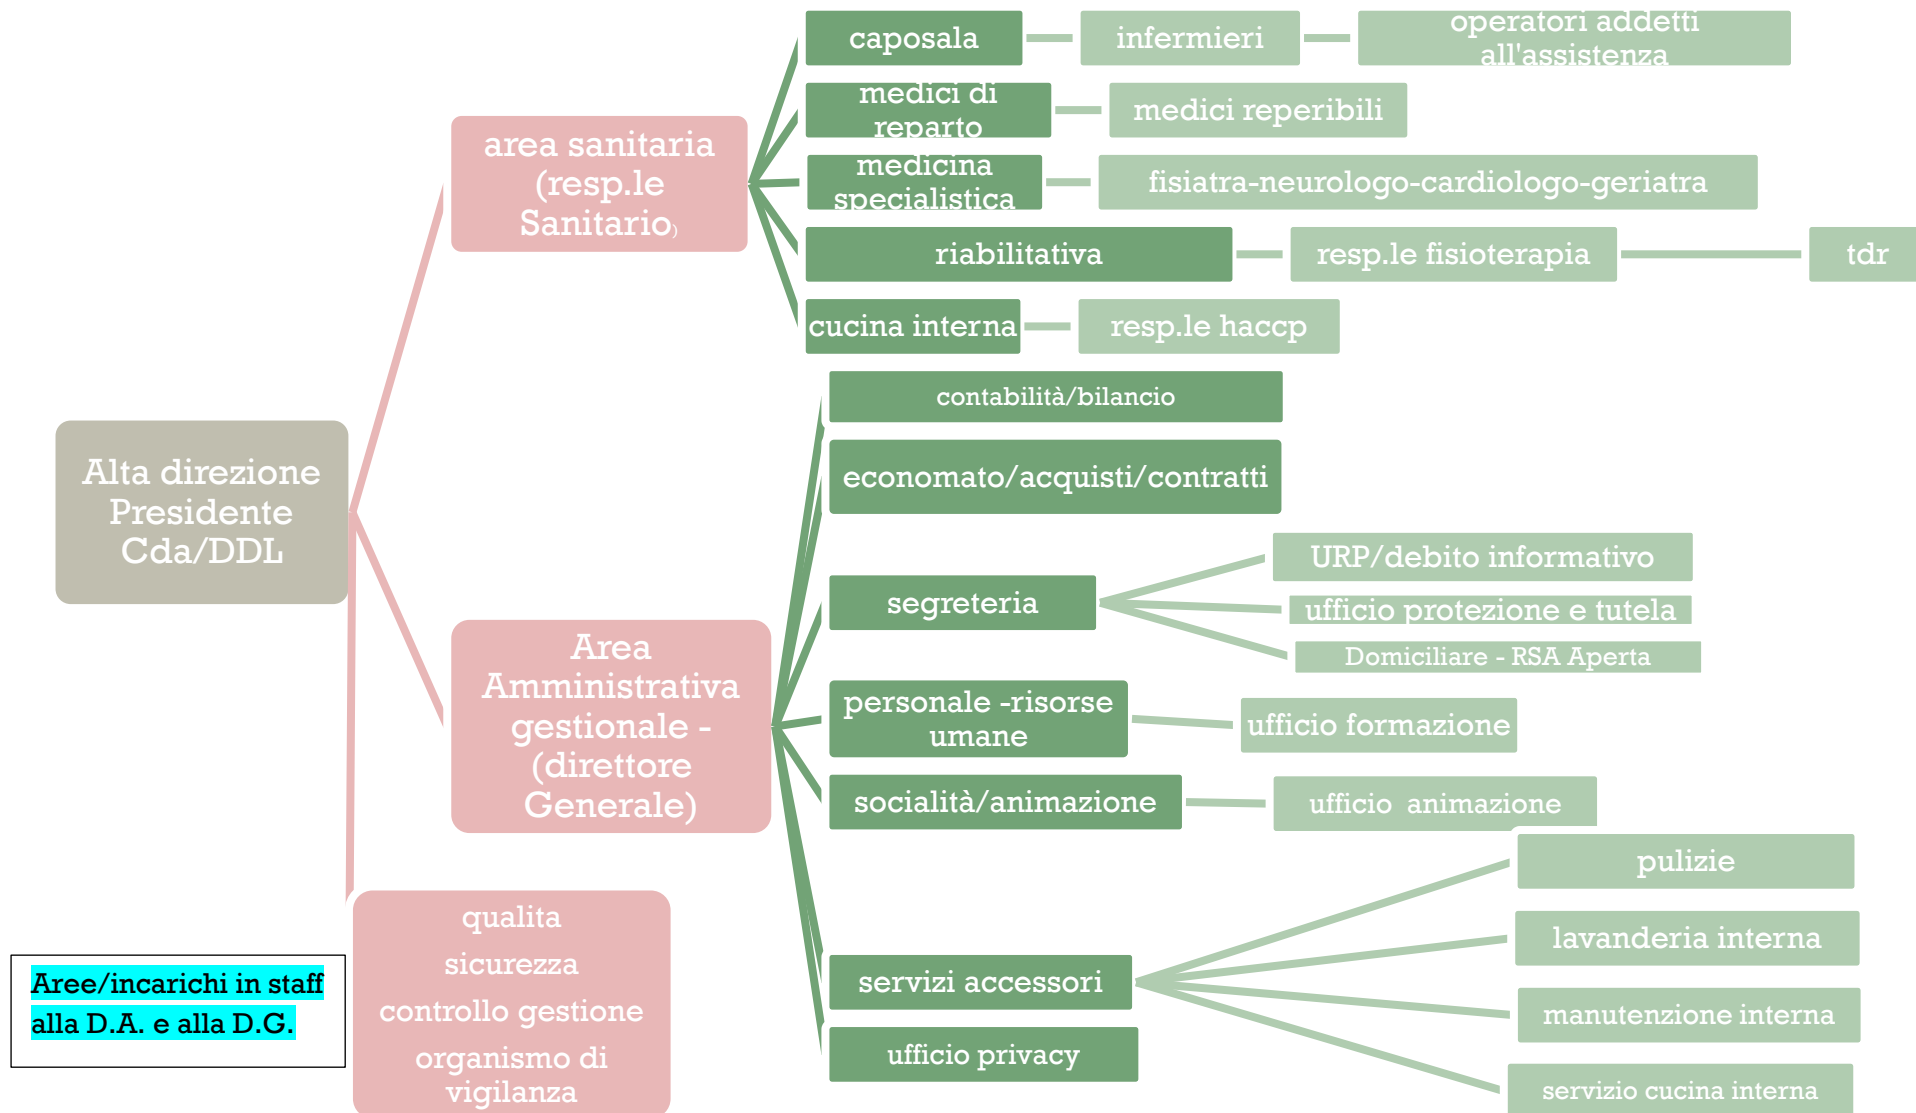 caposala
infermieri
operatori addetti
all'assistenza
medici di
reparto
medici reperibili
medicina
specialistica
fisiatra-neurologo-cardiologo-geriatra
riabilitativa
resp.le fisioterapia
tdr
cucina interna
resp.le haccp
area sanitaria
(resp.le
Sanitario)
contabilità/bilancio
economato/acquisti/contratti
Alta direzione
Presidente
Cda/DDL
segreteria
URP/debito informativo
ufficio protezione e tutela
Domiciliare - RSA Aperta
Area
Amministrativa
gestionale -
(direttore
Generale)
personale -risorse
umane
ufficio formazione
socialità/animazione
ufficio  animazione
servizi accessori
pulizie
lavanderia interna
manutenzione interna
servizio cucina interna
ufficio privacy
qualita
sicurezza
controllo gestione
organismo di
vigilanza
Aree/incarichi in staff
alla D.A. e alla D.G.